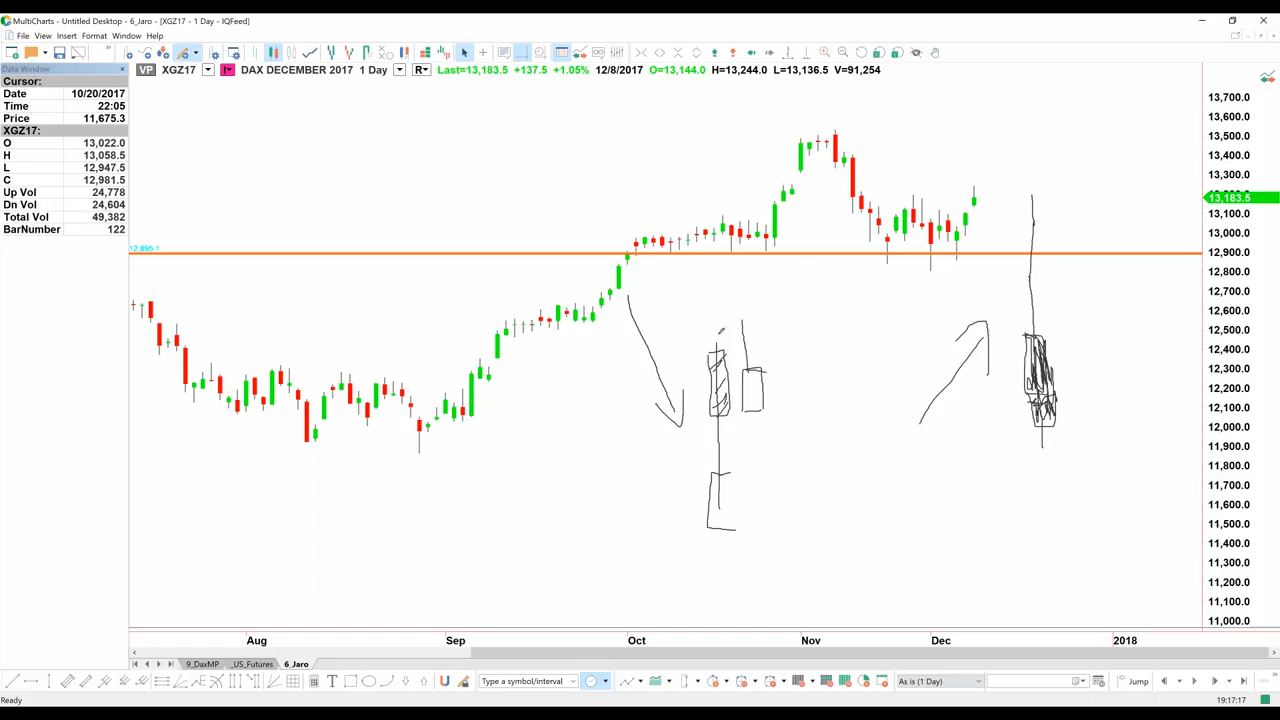 MultiCharts - Untitled Desktop - 6_Jaro - [XGZ17 - 1 Day - IQFeed]
File View Insert Format Window Help
Data Window ×
Cursor:
Date 10/20/2017
Time 22:05
Price 11,675.3
XGZ17:
O 13,022.0
H 13,058.5
L 12,947.5
C 12,981.5
Up Vol 24,778
Dn Vol 24,604
Total Vol 49,382
BarNumber 122
VP XGZ17 DAX DECEMBER 2017 1 Day R Last=13,183.5 +137.5 +1.05% 12/8/2017 O=13,144.0 H=13,244.0 L=13,136.5 V=91,254
12,895.1
13,700.0
13,600.0
13,500.0
13,400.0
13,300.0
13,183.5
13,100.0
13,000.0
12,900.0
12,800.0
12,700.0
12,600.0
12,500.0
12,400.0
12,300.0
12,200.0
12,100.0
12,000.0
11,900.0
11,800.0
11,700.0
11,600.0
11,500.0
11,400.0
11,300.0
11,200.0
11,100.0
11,000.0
Aug Sep Oct Nov Dec 2018
9_DaxMP _US_Futures 6_Jaro
Type a symbol/interval As is (1 Day) Jump
Ready 19:17:17